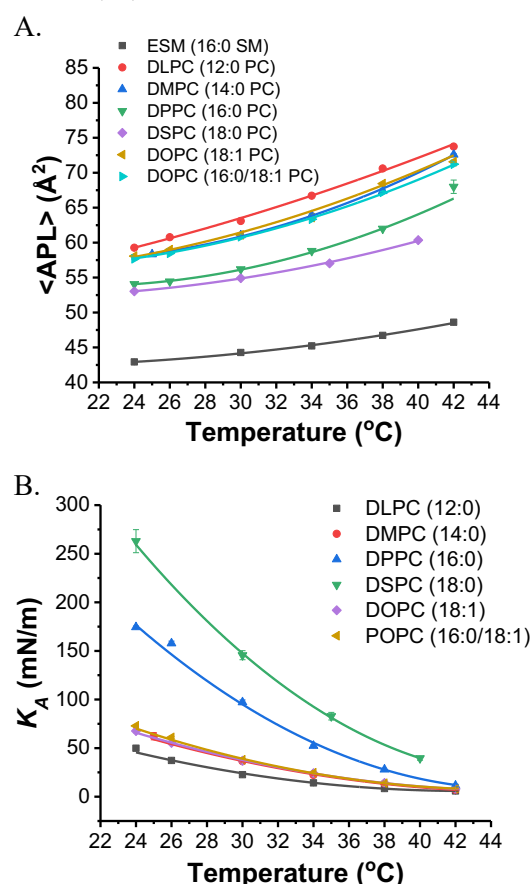 A.
ESM (16:0 SM)
DLPC (12:0 PC)
DMPC (14:0 PC)
DPPC (16:0 PC)
DSPC (18:0 PC)
DOPC (18:1 PC)
DOPC (16:0/18:1 PC)
85
80
75
70
65
60
55
50
45
40
<APL> (Å²)
22 24 26 28 30 32 34 36 38 40 42 44
Temperature (°C)
B.
DLPC (12:0)
DMPC (14:0)
DPPC (16:0)
DSPC (18:0)
DOPC (18:1)
POPC (16:0/18:1)
300
250
200
150
100
50
0
K_A (mN/m)
22 24 26 28 30 32 34 36 38 40 42 44
Temperature (°C)